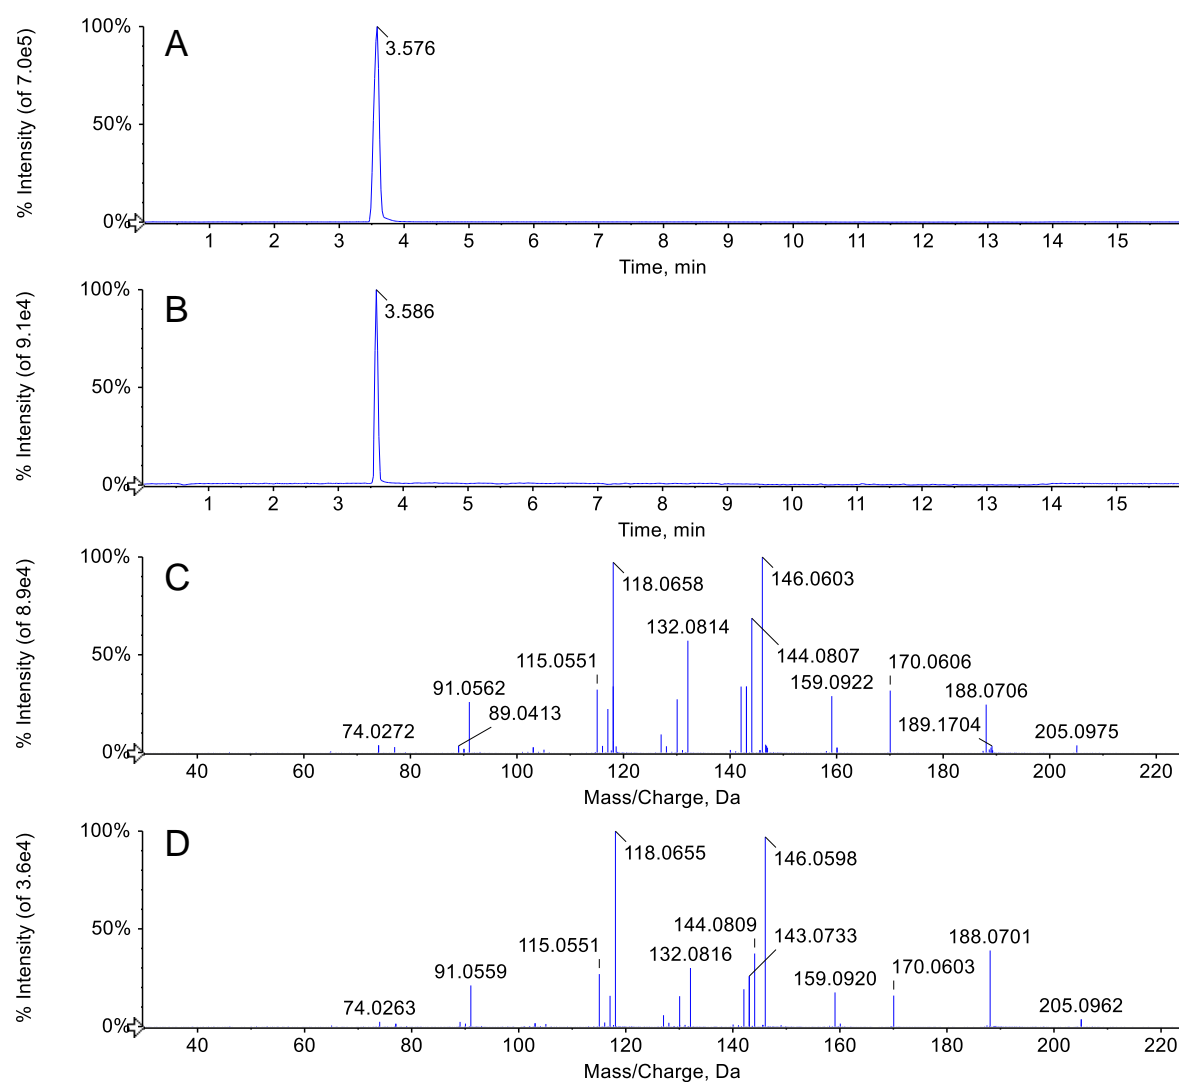 A
% Intensity (of 7.0e5)
100%
50%
0%
3.576
1 2 3 4 5 6 7 8 9 10 11 12 13 14 15
Time, min
B
% Intensity (of 9.1e4)
100%
50%
0%
3.586
1 2 3 4 5 6 7 8 9 10 11 12 13 14 15
Time, min
C
% Intensity (of 8.9e4)
100%
50%
0%
118.0658
146.0603
132.0814
144.0807
115.0551
170.0606
91.0562
159.0922
188.0706
89.0413
189.1704
74.0272
205.0975
40 60 80 100 120 140 160 180 200 220
Mass/Charge, Da
D
% Intensity (of 3.6e4)
100%
50%
0%
118.0655
146.0598
144.0809
143.0733
115.0551
132.0816
188.0701
91.0559
159.0920
170.0603
74.0263
205.0962
40 60 80 100 120 140 160 180 200 220
Mass/Charge, Da